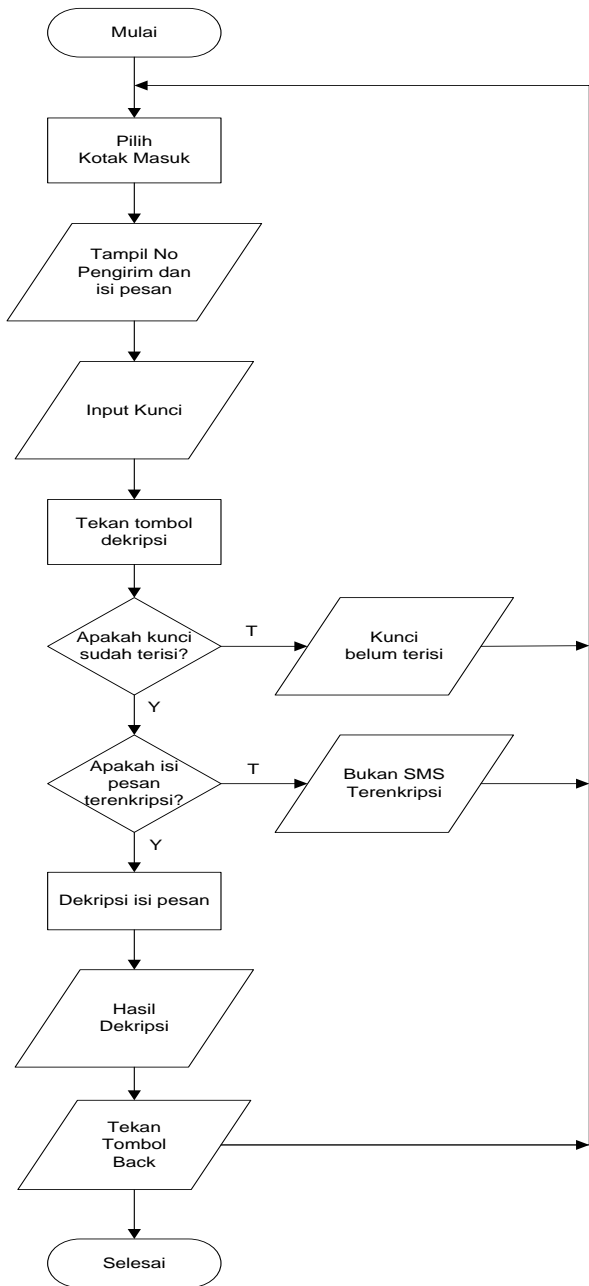 Mulai
Pilih
Kotak Masuk
Tampil No
Pengirim dan
isi pesan
Input Kunci
Tekan tombol
dekripsi
Apakah kunci
sudah terisi?
T
Kunci
belum terisi
Y
Apakah isi
pesan
terenkripsi?
T
Bukan SMS
Terenkripsi
Y
Dekripsi isi pesan
Hasil
Dekripsi
Tekan
Tombol
Back
Selesai